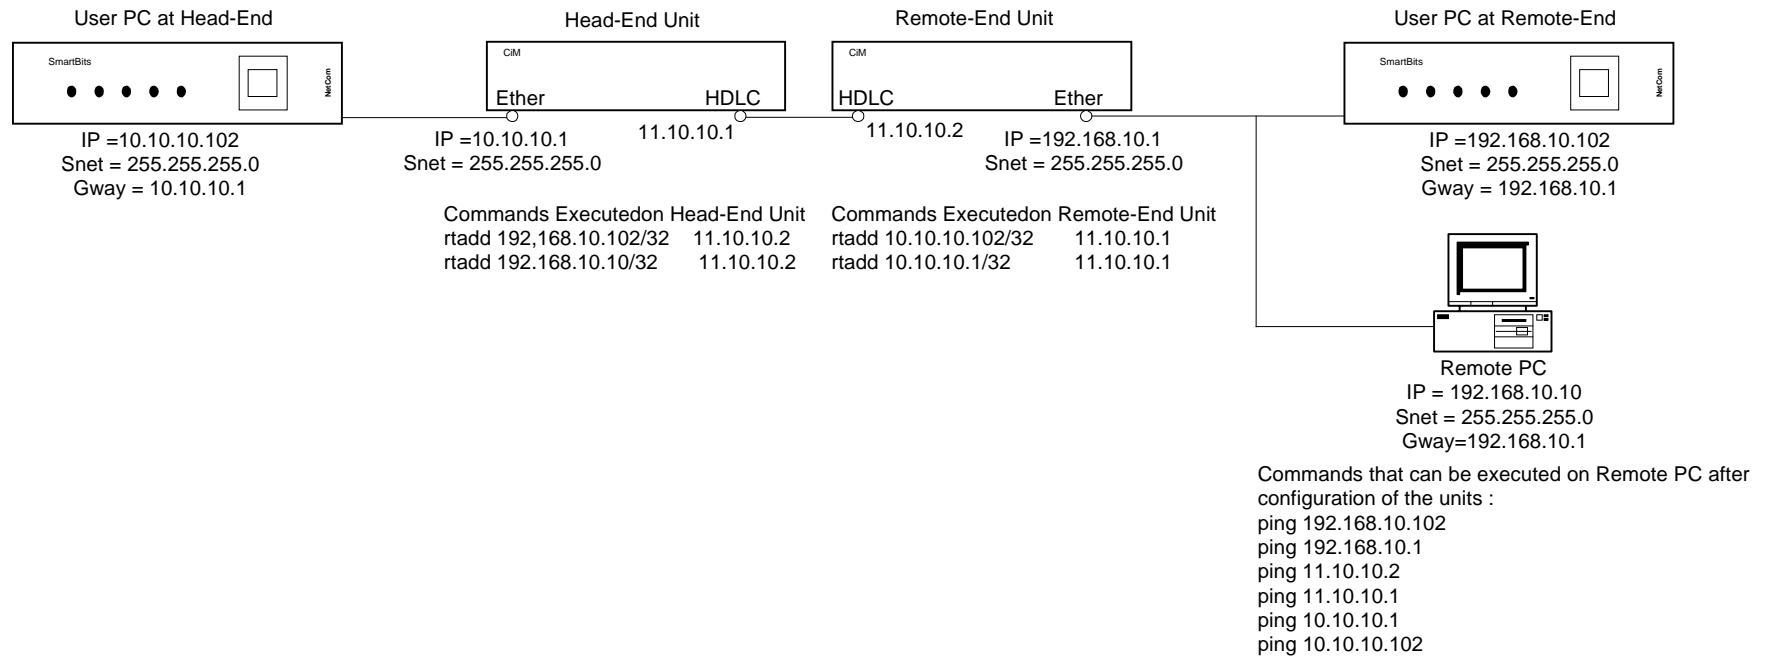 User PC at Head-End
Head-End Unit
Remote-End Unit
User PC at Remote-End
SmartBits
NetCom
CiM
Ether
HDLC
CiM
HDLC
Ether
SmartBits
NetCom
IP =10.10.10.102
Snet = 255.255.255.0
Gway = 10.10.10.1
IP =10.10.10.1
Snet = 255.255.255.0
11.10.10.1
11.10.10.2
IP =192.168.10.1
Snet = 255.255.255.0
IP =192.168.10.102
Snet = 255.255.255.0
Gway = 192.168.10.1
Commands Executedon Head-End Unit
rtadd 192,168.10.102/32 11.10.10.2
rtadd 192.168.10.10/32 11.10.10.2
Commands Executedon Remote-End Unit
rtadd 10.10.10.102/32 11.10.10.1
rtadd 10.10.10.1/32 11.10.10.1
Remote PC
IP = 192.168.10.10
Snet = 255.255.255.0
Gway=192.168.10.1
Commands that can be executed on Remote PC after
configuration of the units :
ping 192.168.10.102
ping 192.168.10.1
ping 11.10.10.2
ping 11.10.10.1
ping 10.10.10.1
ping 10.10.10.102